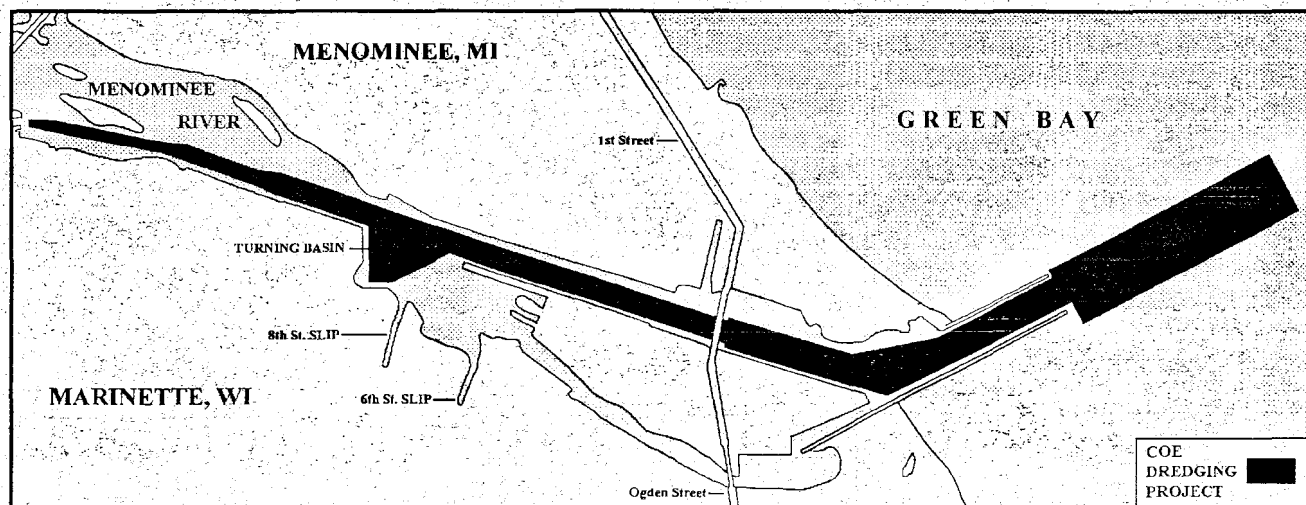 MENOMINEE, MI
MENOMINEE
RIVER
GREEN BAY
1st Street
TURNING BASIN
8th St. SLIP
MARINETTE, WI
6th St. SLIP
Ogden Street
COE
DREDGING
PROJECT